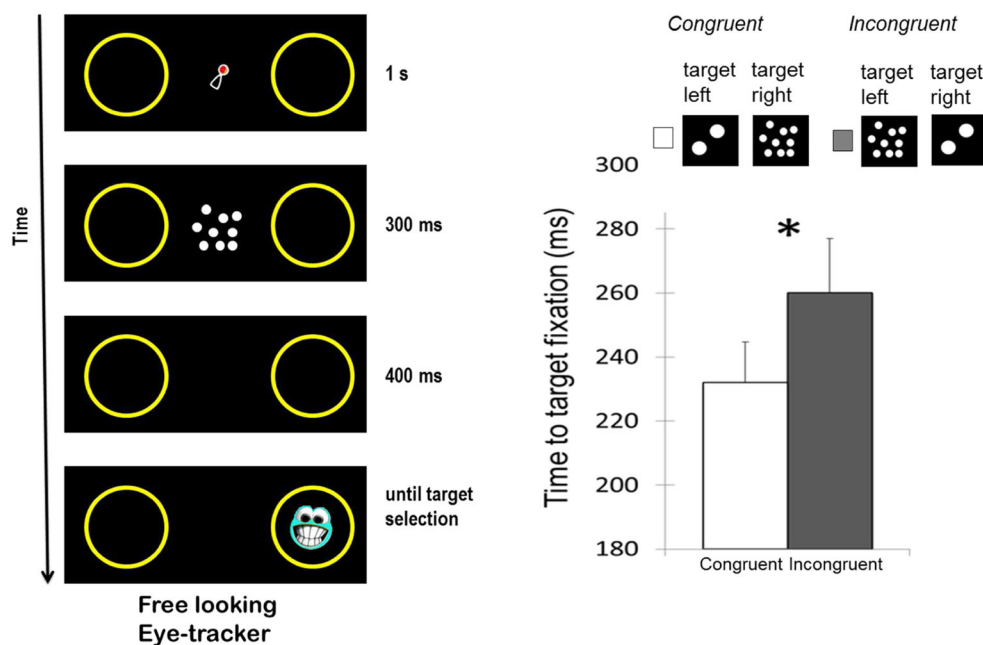 Time
1 s
300 ms
400 ms
until target
selection
Free looking
Eye-tracker
Congruent
Incongruent
target
left
target
right
target
left
target
right
Time to target fixation (ms)
300
280
260
240
220
200
180
*
Congruent Incongruent